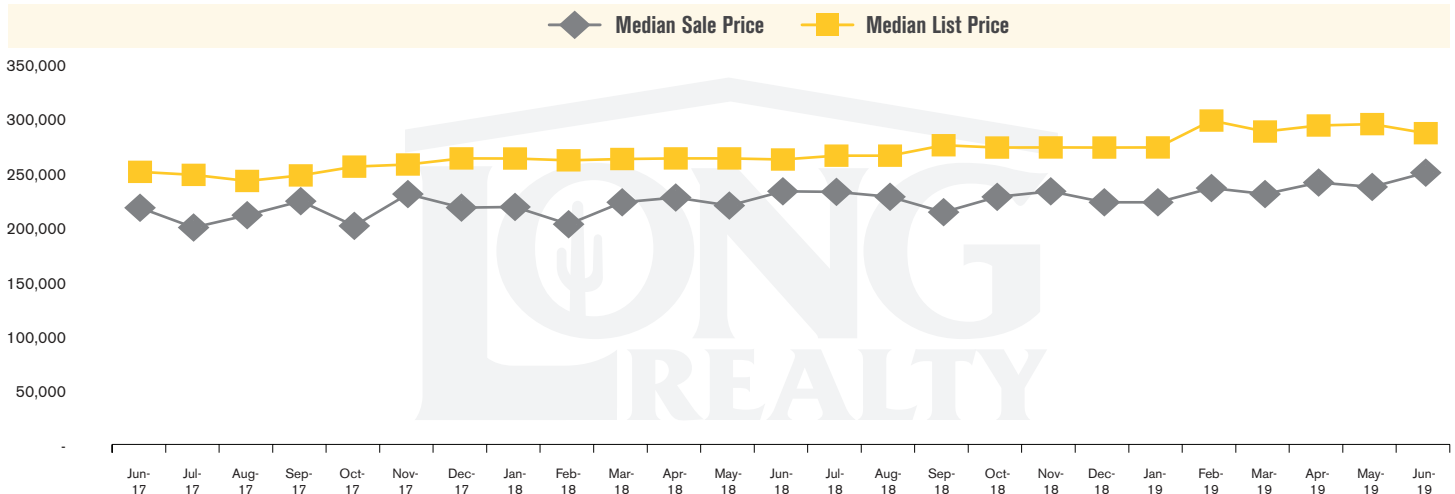 Median Sale Price Median List Price
350,000
300,000
250,000
200,000
150,000
100,000
50,000
-
LONG
REALTY
Jun- Jul- Aug- Sep- Oct- Nov- Dec- Jan- Feb- Mar- Apr- May- Jun- Jul- Aug- Sep- Oct- Nov- Dec- Jan- Feb- Mar- Apr- May- Jun-
17 17 17 17 17 17 17 18 18 18 18 18 18 18 18 18 18 18 18 19 19 19 19 19 19